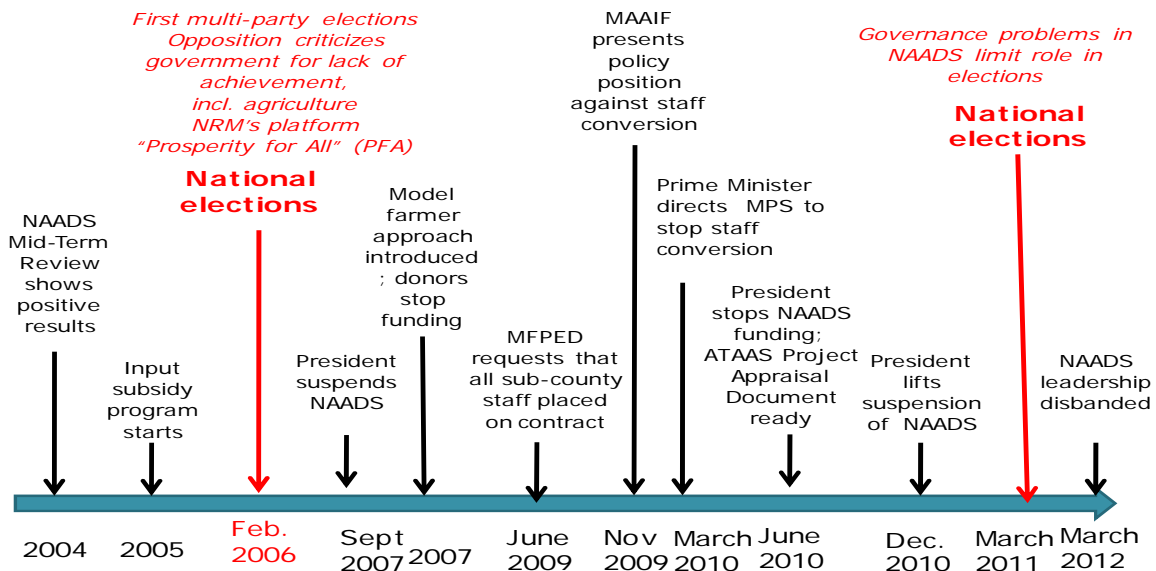 First multi-party elections
Opposition criticizes
government for lack of
achievement,
incl. agriculture
NRM's platform
"Prosperity for All" (PFA)
National
elections
MAAIF
presents
policy
position
against staff
conversion
Governance problems in
NAADS limit role in
elections
National
elections
NAADS
Mid-Term
Review
shows
positive
results
Input
subsidy
program
starts
President
suspends
NAADS
Model
farmer
approach
introduced
; donors
stop
funding
MFPED
requests that
all sub-county
staff placed
on contract
Prime Minister
directs MPS to
stop staff
conversion
President
stops NAADS
funding;
ATAAS Project
Appraisal
Document
ready
President
lifts
suspension
of NAADS
NAADS
leadership
disbanded
2004
2005
Feb.
2006
Sept
2007
2007
June
2009
Nov
2009
March
2010
June
2010
Dec.
2010
March
2011
March
2012